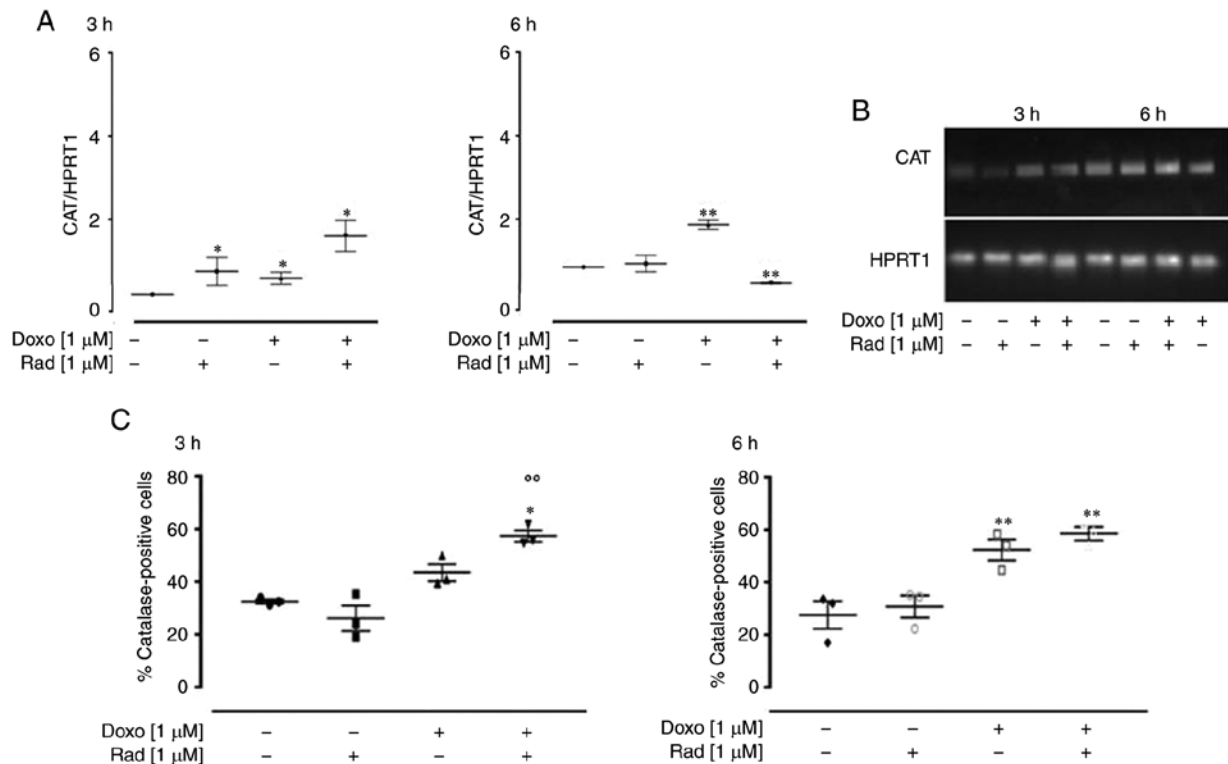 A
3 h
6
4
2
0
CAT/HPRT1
*
*
*
Doxo [1 μM] – – + +
Rad [1 μM] – + – +
6 h
6
4
2
0
CAT/HPRT1
**
**
Doxo [1 μM] – – + +
Rad [1 μM] – + – +
B
3 h 6 h
CAT
HPRT1
Doxo [1 μM] – – + + – – + +
Rad [1 μM] – + – + – + + –
C
3 h
80
60
40
20
0
% Catalase-positive cells
°°
*
Doxo [1 μM] – – + +
Rad [1 μM] – + – +
6 h
80
60
40
20
0
% Catalase-positive cells
** **
Doxo [1 μM] – – + +
Rad [1 μM] – + – +